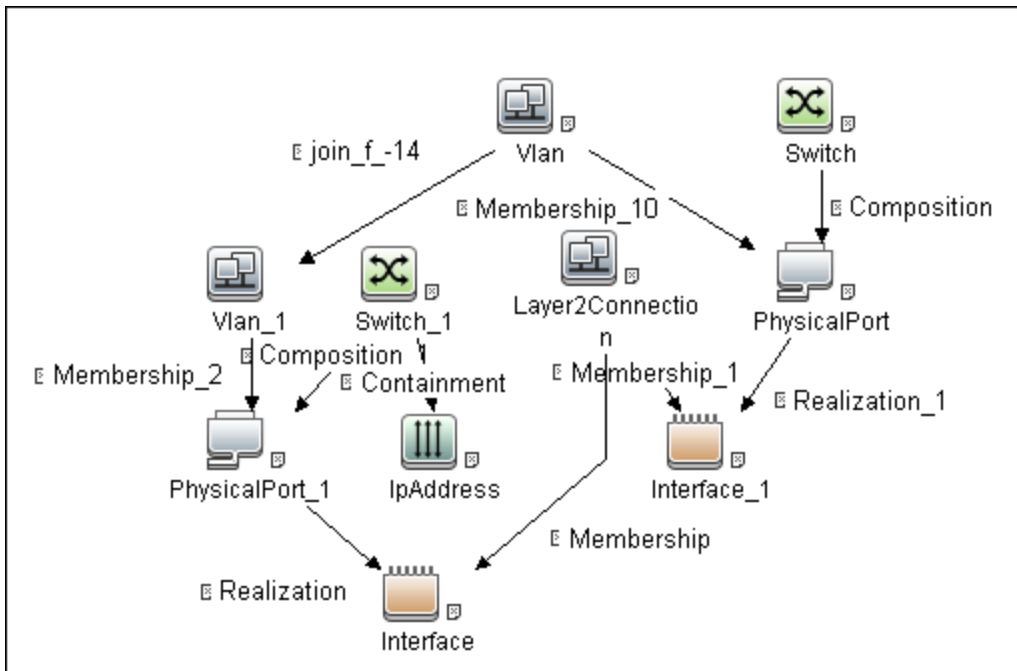 join_f_-14
Vlan
Switch
Membership_10
Composition
Vlan_1
Switch_1
Layer2Connectio
n
PhysicalPort
Membership_2
Composition
Containment
Membership_1
Realization_1
PhysicalPort_1
IpAddress
Interface_1
Membership
Realization
Interface